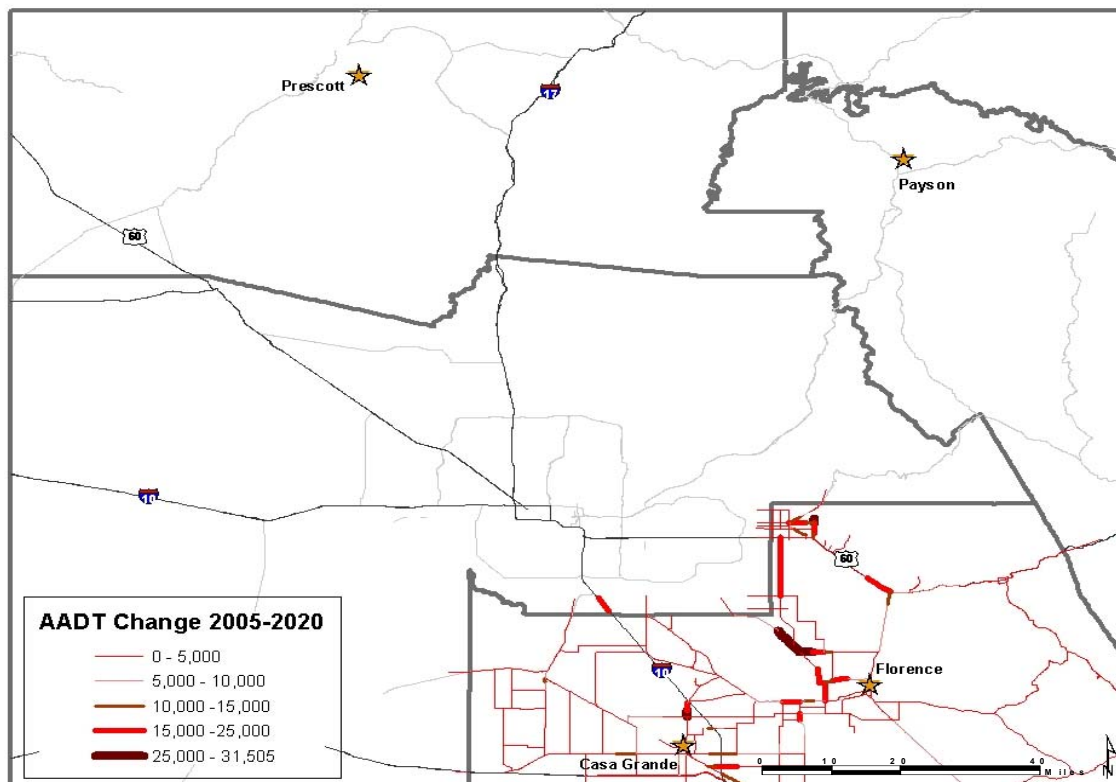 Prescott
17
Payson
60
10
60
AADT Change 2005-2020
0 - 5,000
5,000 - 10,000
10,000 - 15,000
15,000 - 25,000
25,000 - 31,505
10
Florence
Casa Grande
0 10 20 40
Miles
N